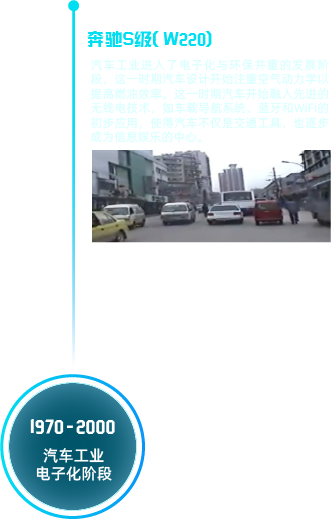 奔驰S级( W220)
汽车工业进入了电子化与环保并重的发展阶
段，这一时期汽车设计开始注重空气动力学以
提高燃油效率。这一时期汽车开始融入先进的
无线电技术，如车载导航系统、蓝牙和WiFi的
初步应用，使得汽车不仅是交通工具，也逐步
成为信息娱乐的中心。
1970-2000
汽车工业
电子化阶段